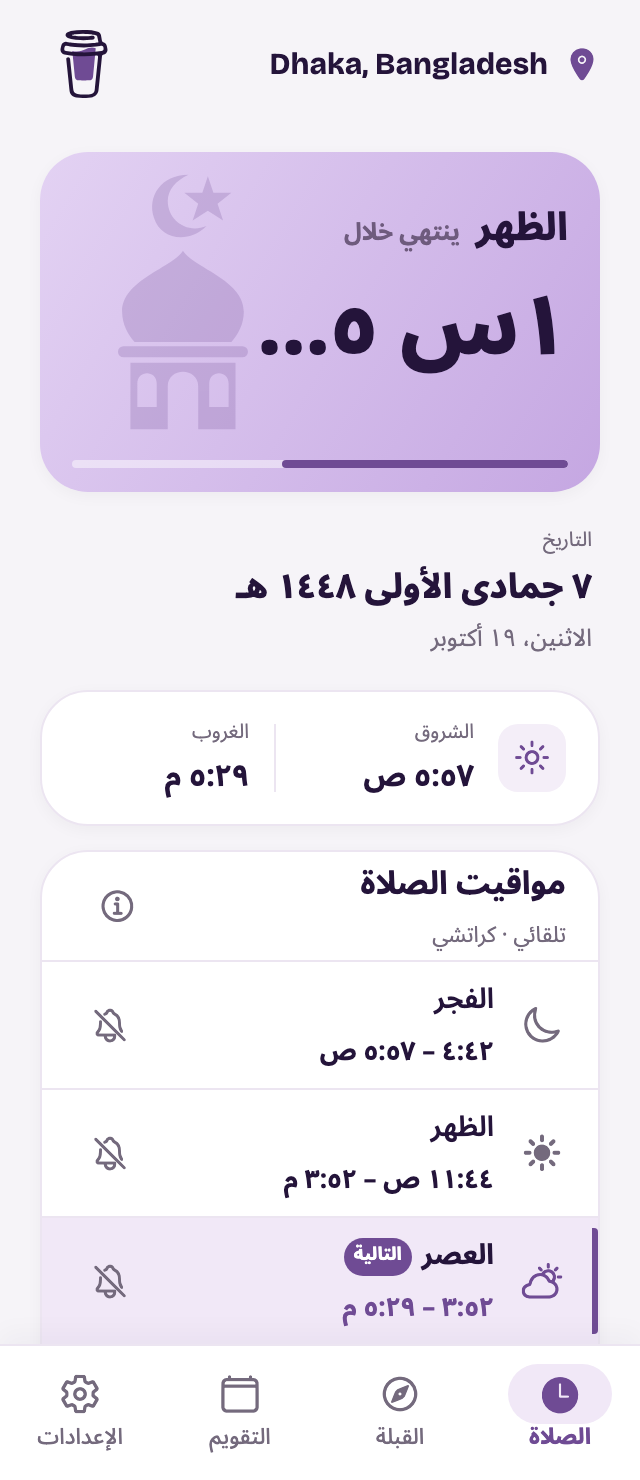 Dhaka, Bangladesh
الظهر ينتهي خلال
١س ٥...
التاريخ
٧ جمادى الأولى ١٤٤٨ هـ
الاثنين، ١٩ أكتوبر
الشروق
٥:٥٧ ص
الغروب
٥:٢٩ م
مواقيت الصلاة
تلقائي · كراتشي
الفجر
٤:٤٢ – ٥:٥٧ ص
الظهر
١١:٤٤ ص – ٣:٥٢ م
العصر التالية
٣:٥٢ – ٥:٢٩ م
الصلاة
القبلة
التقويم
الإعدادات